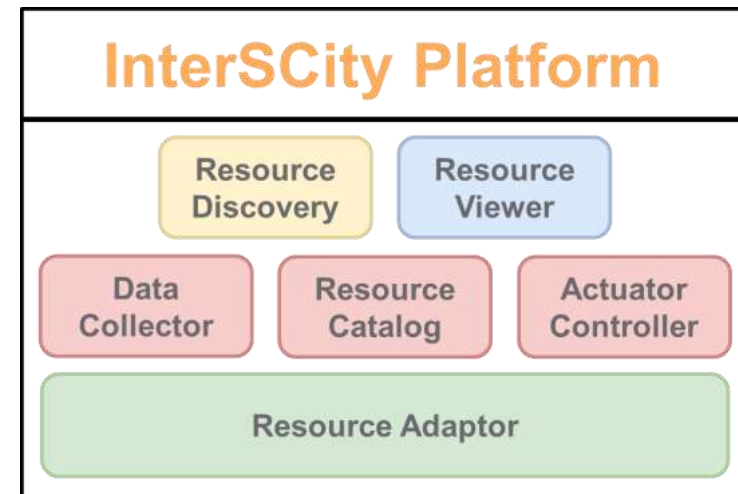 InterSCity Platform
Resource
Discovery
Resource
Viewer
Data
Collector
Resource
Catalog
Actuator
Controller
Resource Adaptor